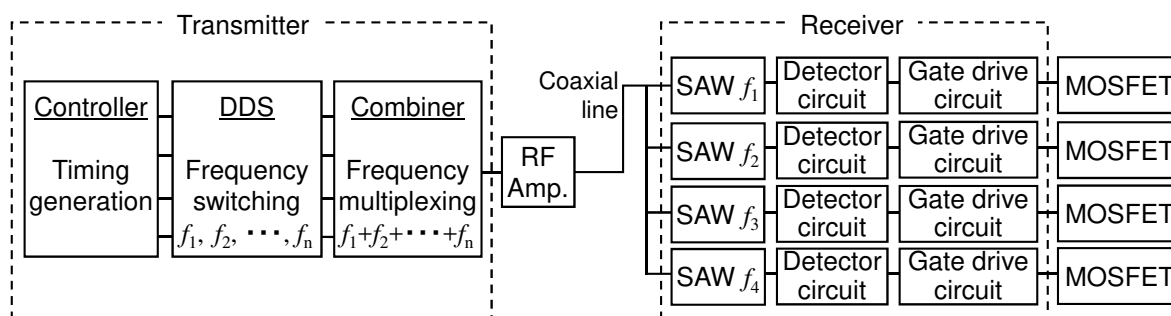 Transmitter
Controller
Timing
generation
DDS
Frequency
switching
f1, f2, ···, fn
Combiner
Frequency
multiplexing
f1+f2+···+fn
RF
Amp.
Coaxial
line
Receiver
SAW f1
Detector
circuit
Gate drive
circuit
MOSFET
SAW f2
Detector
circuit
Gate drive
circuit
MOSFET
SAW f3
Detector
circuit
Gate drive
circuit
MOSFET
SAW f4
Detector
circuit
Gate drive
circuit
MOSFET